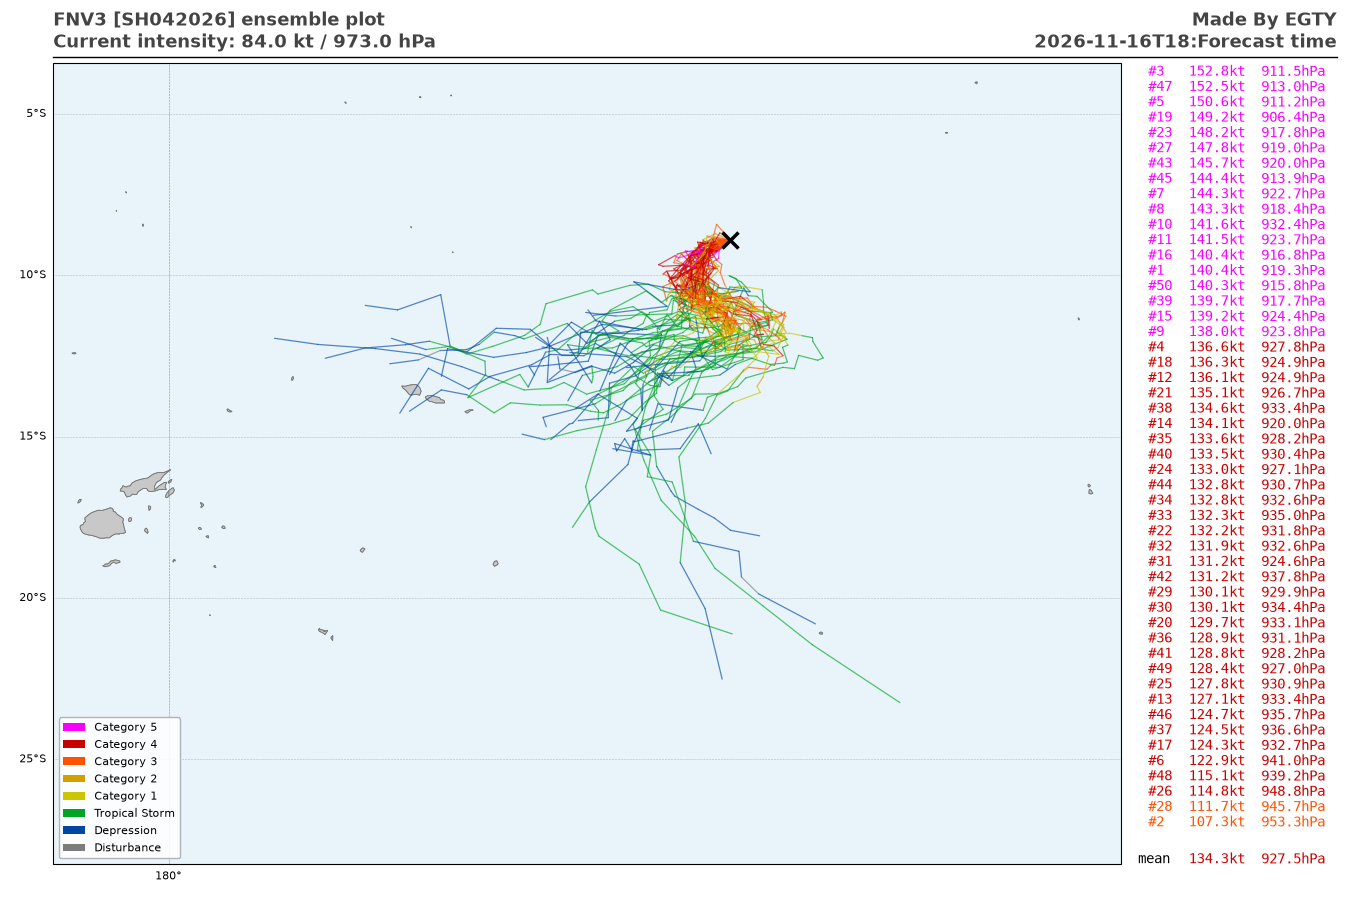 FNV3 [SH042026] ensemble plot
Made By EGTY
Current intensity: 84.0 kt / 973.0 hPa
2026-11-16T18:Forecast time
5°S
10°S
15°S
20°S
25°S
180°
Category 5
Category 4
Category 3
Category 2
Category 1
Tropical Storm
Depression
Disturbance
#3 152.8kt 911.5hPa
#47 152.5kt 913.0hPa
#5 150.6kt 911.2hPa
#19 149.2kt 906.4hPa
#23 148.2kt 917.8hPa
#27 147.8kt 919.0hPa
#43 145.7kt 920.0hPa
#45 144.4kt 913.9hPa
#7 144.3kt 922.7hPa
#8 143.3kt 918.4hPa
#10 141.6kt 932.4hPa
#11 141.5kt 923.7hPa
#16 140.4kt 916.8hPa
#1 140.4kt 919.3hPa
#50 140.3kt 915.8hPa
#39 139.7kt 917.7hPa
#15 139.2kt 924.4hPa
#9 138.0kt 923.8hPa
#4 136.6kt 927.8hPa
#18 136.3kt 924.9hPa
#12 136.1kt 924.9hPa
#21 135.1kt 926.7hPa
#38 134.6kt 933.4hPa
#14 134.1kt 920.0hPa
#35 133.6kt 928.2hPa
#40 133.5kt 930.4hPa
#24 133.0kt 927.1hPa
#44 132.8kt 930.7hPa
#34 132.8kt 932.6hPa
#33 132.3kt 935.0hPa
#22 132.2kt 931.8hPa
#32 131.9kt 932.6hPa
#31 131.2kt 924.6hPa
#42 131.2kt 937.8hPa
#29 130.1kt 929.9hPa
#30 130.1kt 934.4hPa
#20 129.7kt 933.1hPa
#36 128.9kt 931.1hPa
#41 128.8kt 928.2hPa
#49 128.4kt 927.0hPa
#25 127.8kt 930.9hPa
#13 127.1kt 933.4hPa
#46 124.7kt 935.7hPa
#37 124.5kt 936.6hPa
#17 124.3kt 932.7hPa
#6 122.9kt 941.0hPa
#48 115.1kt 939.2hPa
#26 114.8kt 948.8hPa
#28 111.7kt 945.7hPa
#2 107.3kt 953.3hPa
mean 134.3kt 927.5hPa